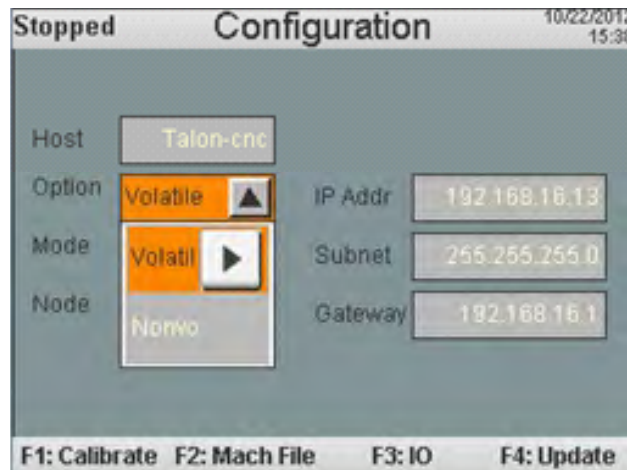 Stopped Configuration 10/22/2012
15:38
Host Talon-cnc
Option Volatile IP Addr 192.168.16.13
Mode Volatil Subnet 255.255.255.0
Node Nonvo Gateway 192.168.16.1
F1: Calibrate F2: Mach File F3: IO F4: Update